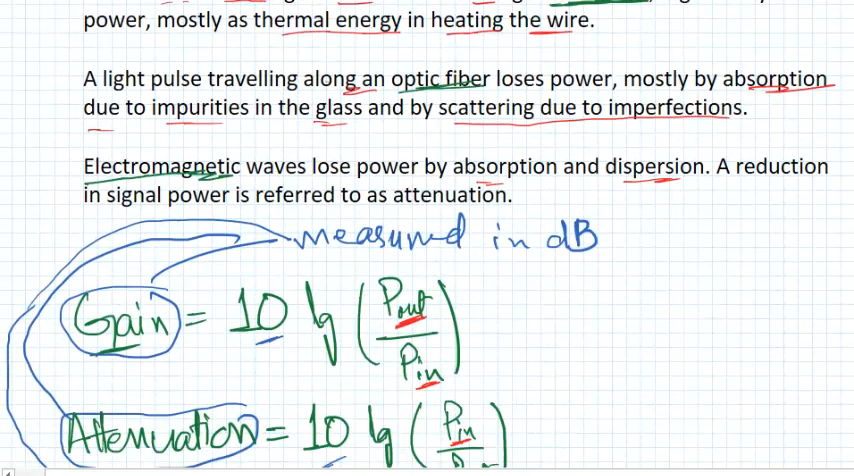 power, mostly as thermal energy in heating the wire.
A light pulse travelling along an optic fiber loses power, mostly by absorption
due to impurities in the glass and by scattering due to imperfections.
Electromagnetic waves lose power by absorption and dispersion. A reduction
in signal power is referred to as attenuation.
measured in dB
Gain = 10 lg (Pout / Pin)
Attenuation = 10 lg (Pin /